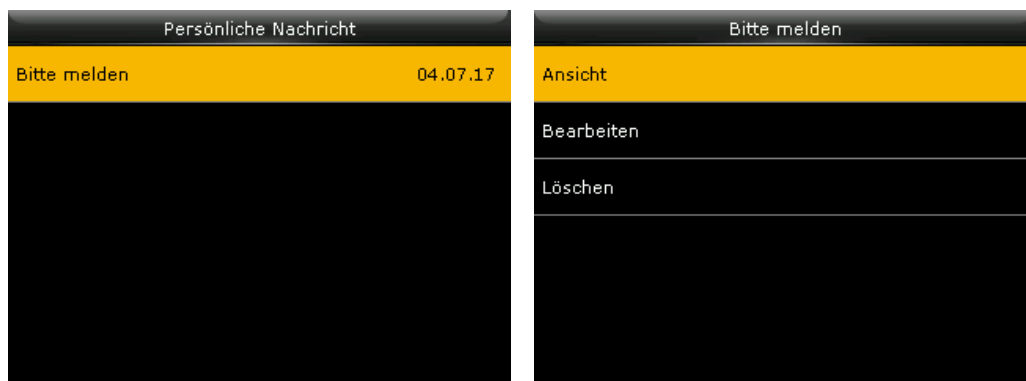 Persönliche Nachricht
Bitte melden 04.07.17
Bitte melden
Ansicht
Bearbeiten
Löschen